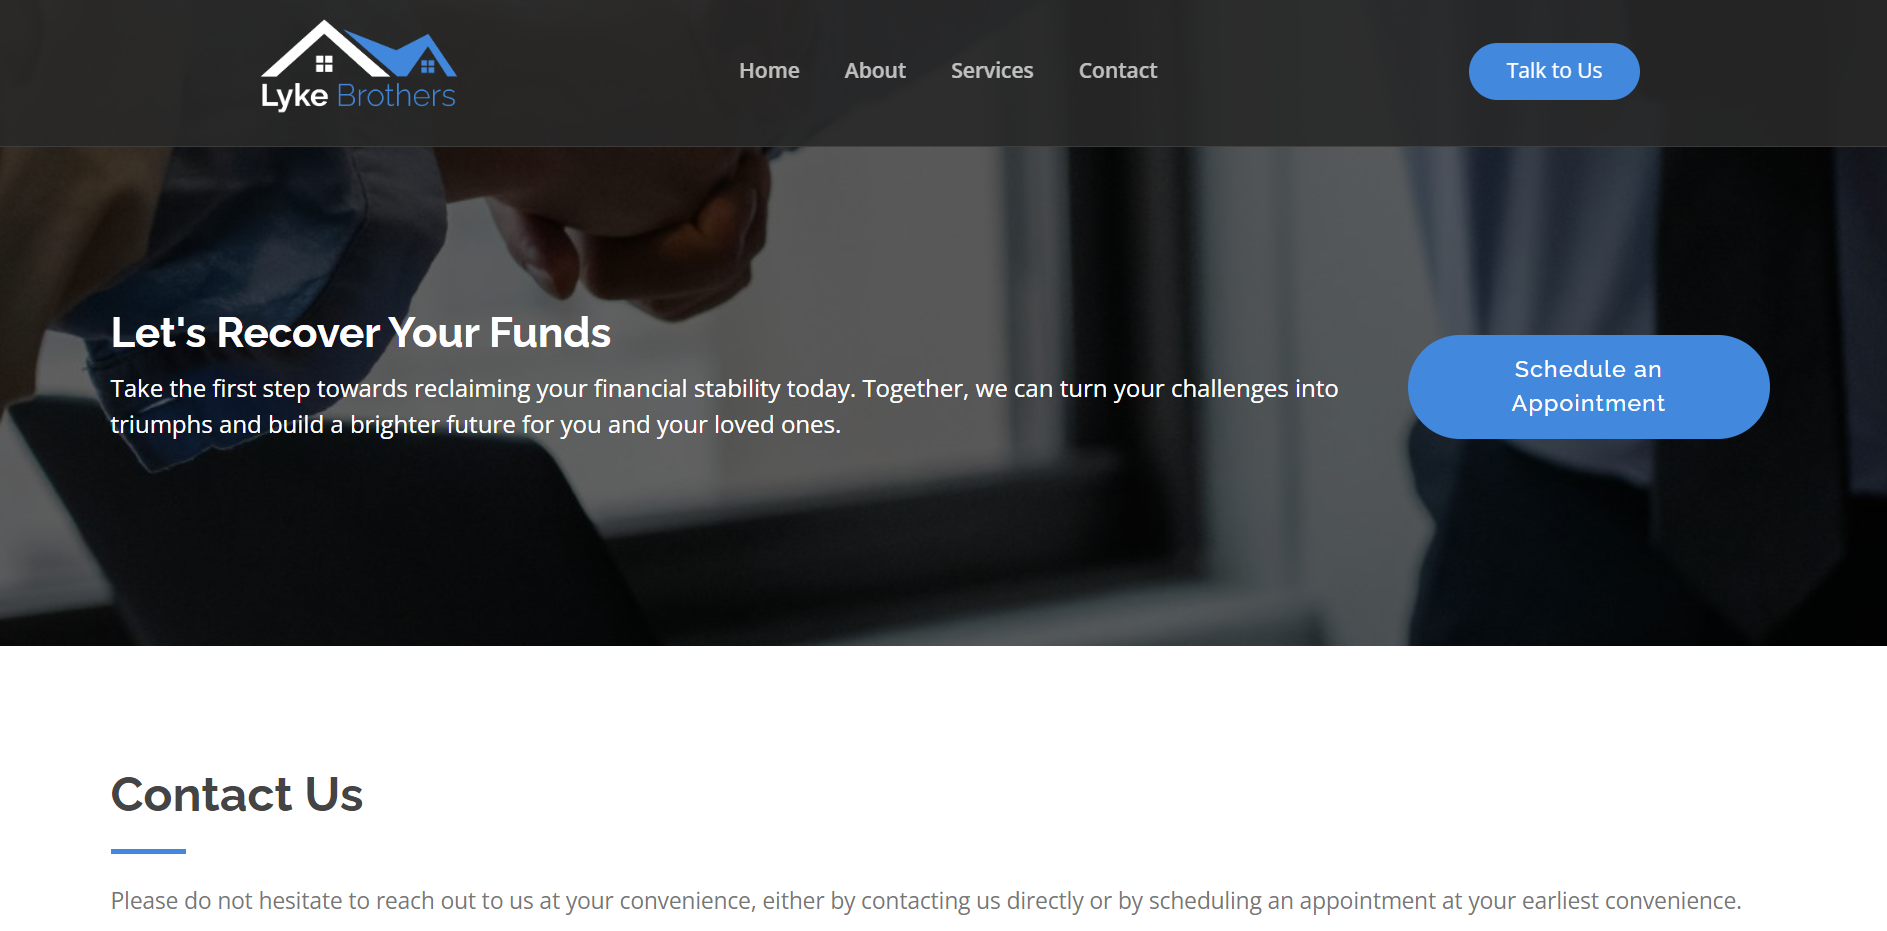 Lyke Brothers
Home About Services Contact
Talk to Us
Let's Recover Your Funds
Take the first step towards reclaiming your financial stability today. Together, we can turn your challenges into
triumphs and build a brighter future for you and your loved ones.
Schedule an
Appointment
Contact Us
Please do not hesitate to reach out to us at your convenience, either by contacting us directly or by scheduling an appointment at your earliest convenience.